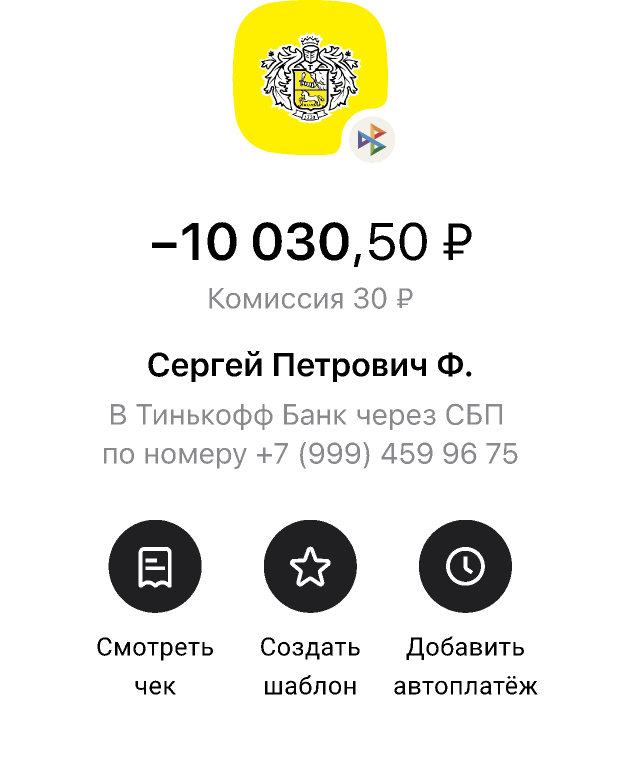 −10 030,50 ₽
Комиссия 30 ₽
Сергей Петрович Ф.
В Тинькофф Банк через СБП
по номеру +7 (999) 459 96 75
Смотреть Создать Добавить
чек шаблон автоплатёж